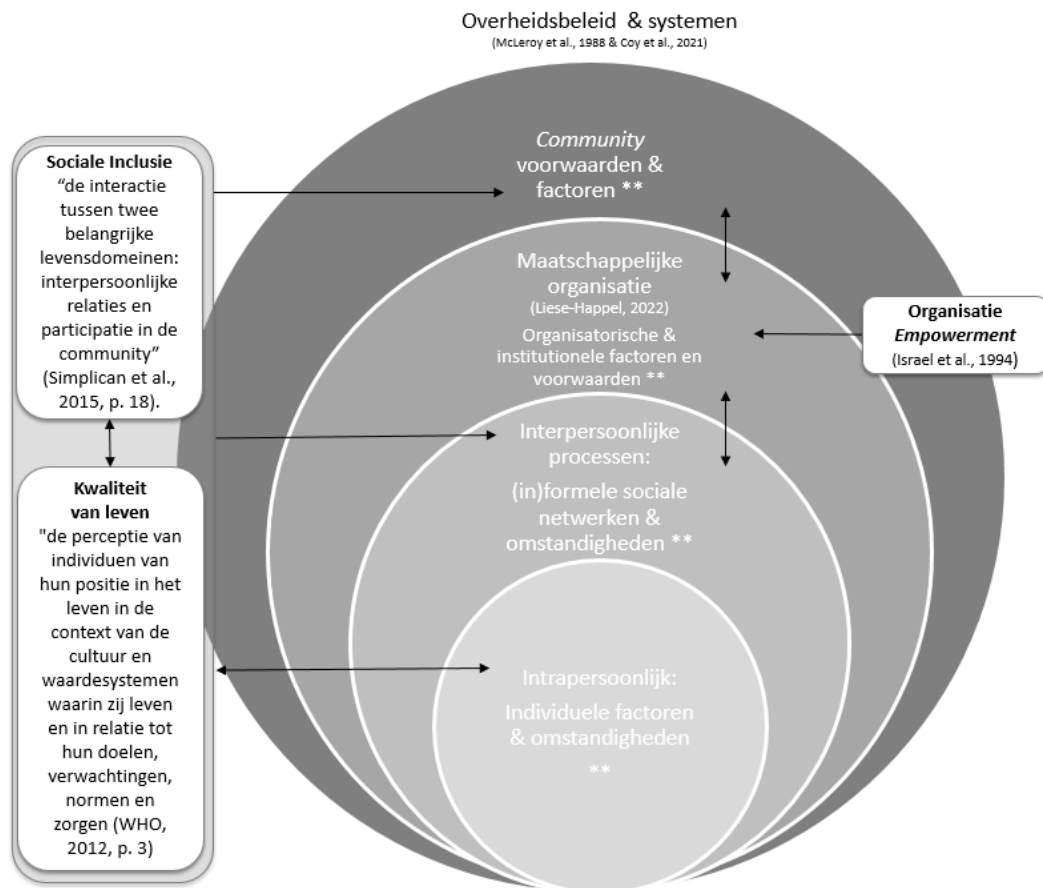 Overheidsbeleid & systemen
(McLeroy et al., 1988 & Coy et al., 2021)
Sociale Inclusie
“de interactie
tussen twee
belangrijke
levensdomeinen:
interpersoonlijke
relaties en
participatie in de
community”
(Simplican et al.,
2015, p. 18).
Kwaliteit
van leven
"de perceptie van
individuen van
hun positie in het
leven in de
context van de
cultuur en
waardesystemen
waarin zij leven
en in relatie tot
hun doelen,
verwachtingen,
normen en
zorgen (WHO,
2012, p. 3)
Community
voorwaarden &
factoren **
Maatschappelijke
organisatie
(Liese-Happel, 2022)
Organisatorische &
institutionele factoren en
voorwaarden **
Interpersoonlijke
processen:
(in)formele sociale
netwerken &
omstandigheden **
Intrapersoonlijk:
Individuele factoren
& omstandigheden
**
Organisatie
Empowerment
(Israel et al., 1994)